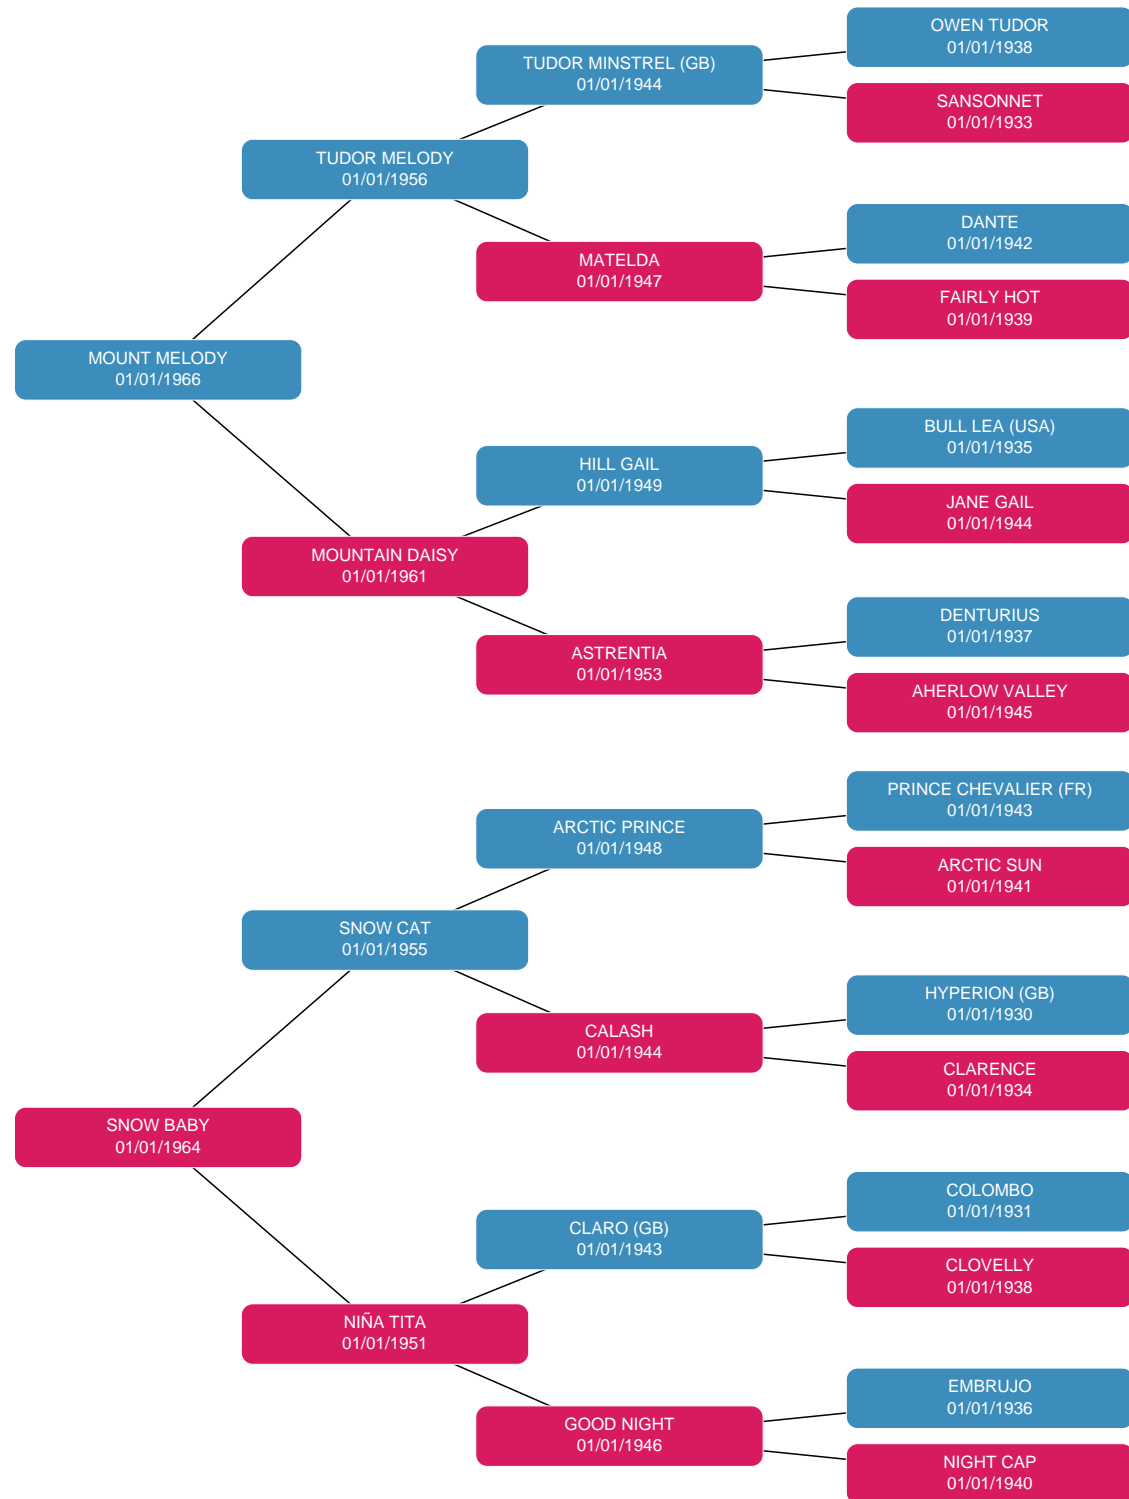 OWEN TUDOR
01/01/1938
TUDOR MINSTREL (GB)
01/01/1944
SANSONNET
01/01/1933
TUDOR MELODY
01/01/1956
DANTE
01/01/1942
MATELDA
01/01/1947
FAIRLY HOT
01/01/1939
MOUNT MELODY
01/01/1966
BULL LEA (USA)
01/01/1935
HILL GAIL
01/01/1949
JANE GAIL
01/01/1944
MOUNTAIN DAISY
01/01/1961
DENTURIUS
01/01/1937
ASTRENTIA
01/01/1953
AHERLOW VALLEY
01/01/1945
PRINCE CHEVALIER (FR)
01/01/1943
ARCTIC PRINCE
01/01/1948
ARCTIC SUN
01/01/1941
SNOW CAT
01/01/1955
HYPERION (GB)
01/01/1930
CALASH
01/01/1944
CLARENCE
01/01/1934
SNOW BABY
01/01/1964
COLOMBO
01/01/1931
CLARO (GB)
01/01/1943
CLOVELLY
01/01/1938
NIÑA TITA
01/01/1951
EMBRUJO
01/01/1936
GOOD NIGHT
01/01/1946
NIGHT CAP
01/01/1940